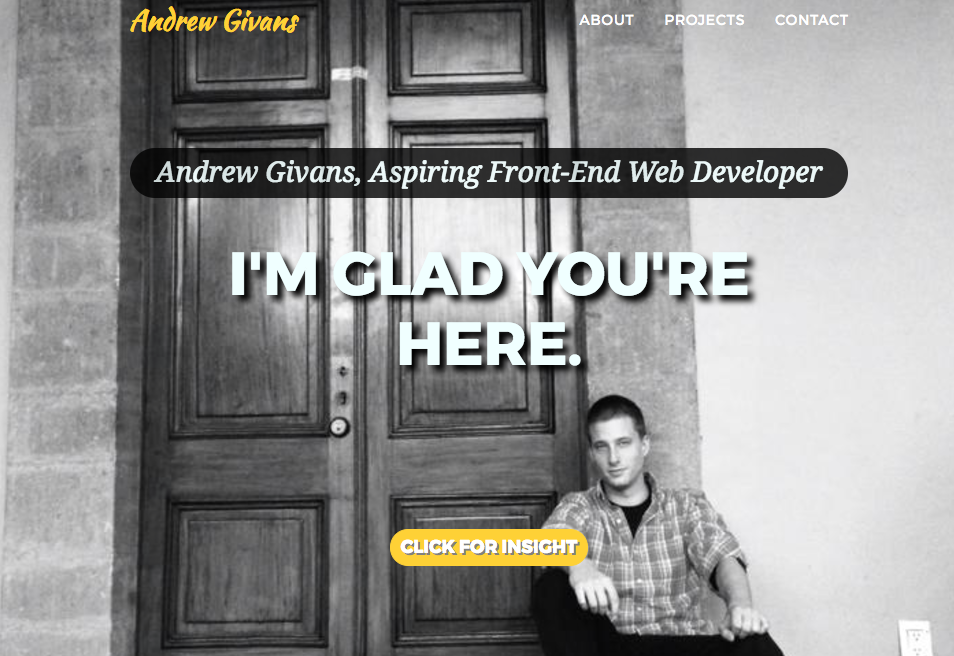 Andrew Givans
ABOUT PROJECTS CONTACT
Andrew Givans, Aspiring Front-End Web Developer
I'M GLAD YOU'RE
HERE.
CLICK FOR INSIGHT